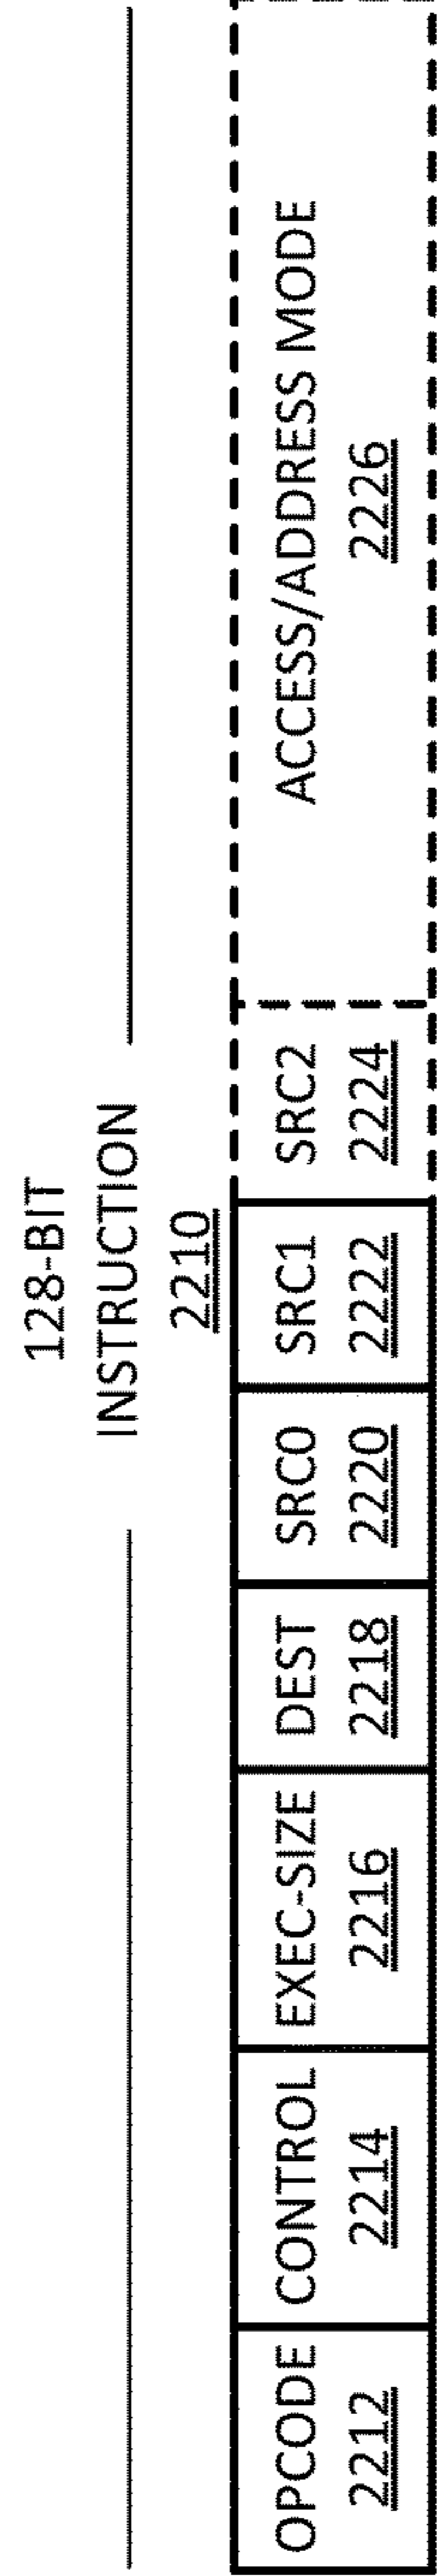 128-BIT
INSTRUCTION
2210
OPCODE
2212
CONTROL
2214
EXEC-SIZE
2216
DEST
2218
SRC0
2220
SRC1
2222
SRC2
2224
ACCESS/ADDRESS MODE
2226